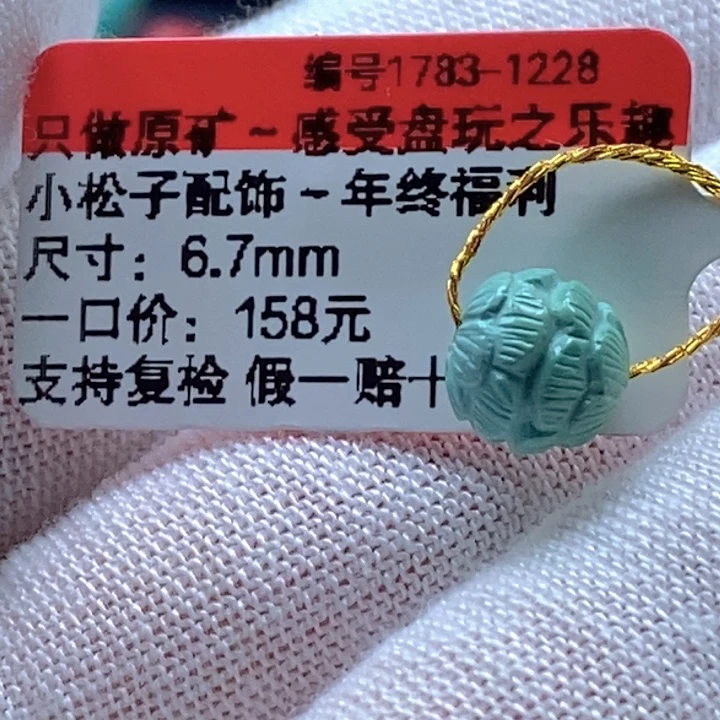 编号1783-1228
只做原矿~感受盘玩之乐趣
小松子配饰~年终福利
尺寸：6.7mm
一口价：158元
支持复检 假一赔十